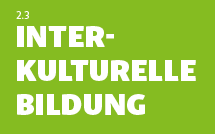 2.3
INTER-
KULTURELLE
BILDUNG